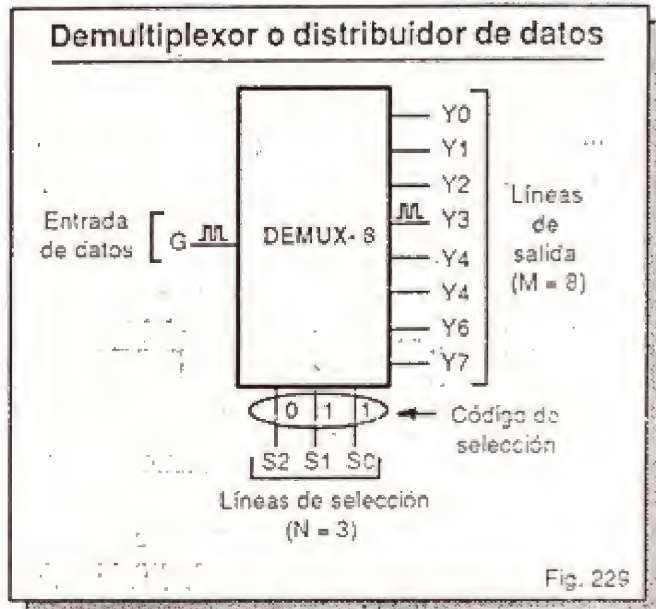 Demultiplexor o distribuidor de datos
Y0
Y1
Y2
Y3
Y4
Y4
Y6
Y7
Líneas
de
salida
(M = 8)
Entrada
de datos
G
DEMUX-8
0 1 1
Código de
selección
S2 S1 S0
Líneas de selección
(N = 3)
Fig. 229